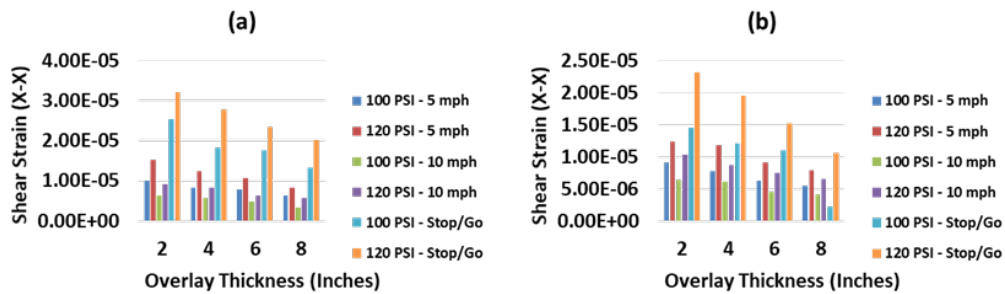 (a)
Shear Strain (X-X)
4.00E-05
3.00E-05
2.00E-05
1.00E-05
0.00E+00
2 4 6 8
Overlay Thickness (Inches)
100 PSI - 5 mph
120 PSI - 5 mph
100 PSI - 10 mph
120 PSI - 10 mph
100 PSI - Stop/Go
120 PSI - Stop/Go
(b)
Shear Strain (X-X)
2.50E-05
2.00E-05
1.50E-05
1.00E-05
5.00E-06
0.00E+00
2 4 6 8
Overlay Thickness (Inches)
100 PSI - 5 mph
120 PSI - 5 mph
100 PSI - 10 mph
120 PSI - 10 mph
100 PSI - Stop/Go
120 PSI - Stop/Go